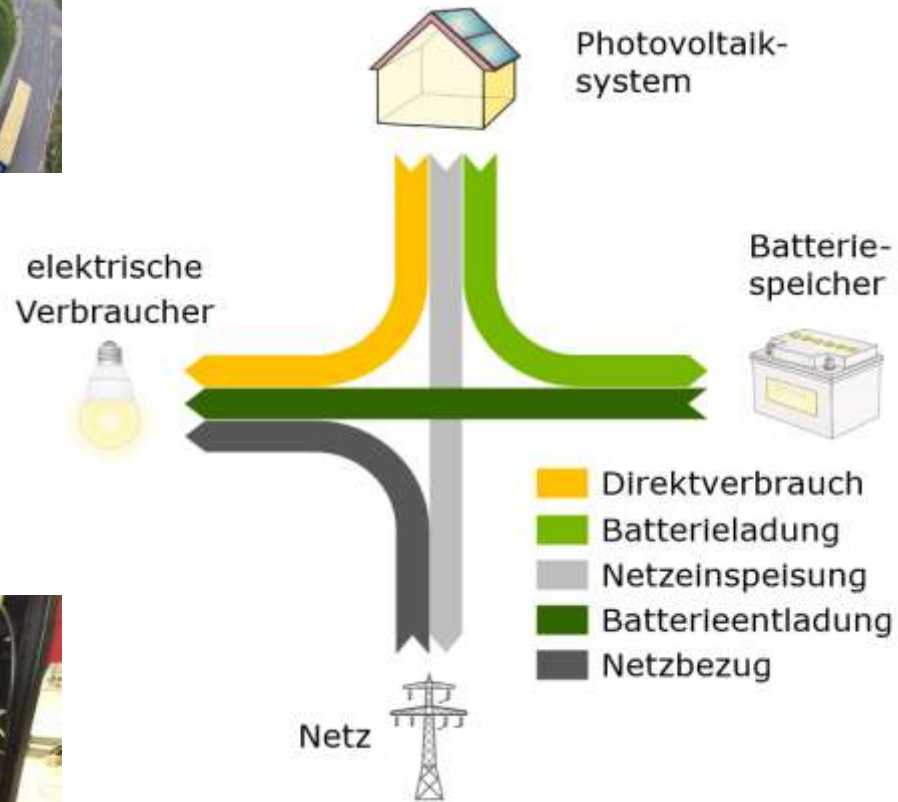 Photovoltaik-
system
elektrische
Verbraucher
Batterie-
speicher
Direktverbrauch
Batterieladung
Netzeinspeisung
Batterieentladung
Netzbezug
Netz